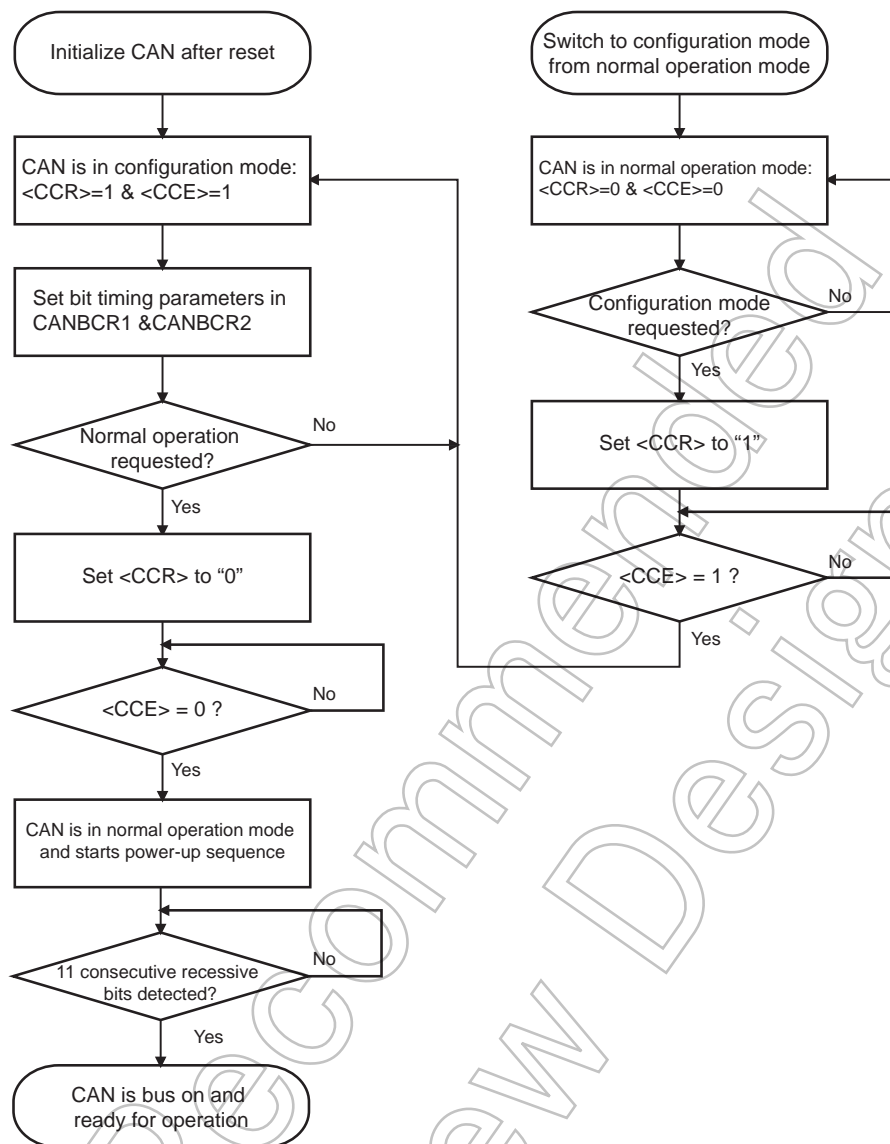 Initialize CAN after reset
CAN is in configuration mode:
<CCR>=1 & <CCE>=1
Set bit timing parameters in
CANBCR1 &CANBCR2
Normal operation
requested?
No
Yes
Set <CCR> to “0”
<CCE> = 0 ?
No
Yes
CAN is in normal operation mode
and starts power-up sequence
11 consecutive recessive
bits detected?
No
Yes
CAN is bus on and
ready for operation
Switch to configuration mode
from normal operation mode
CAN is in normal operation mode:
<CCR>=0 & <CCE>=0
Configuration mode
requested?
No
Yes
Set <CCR> to “1”
<CCE> = 1 ?
No
Yes
Recommended
New Design